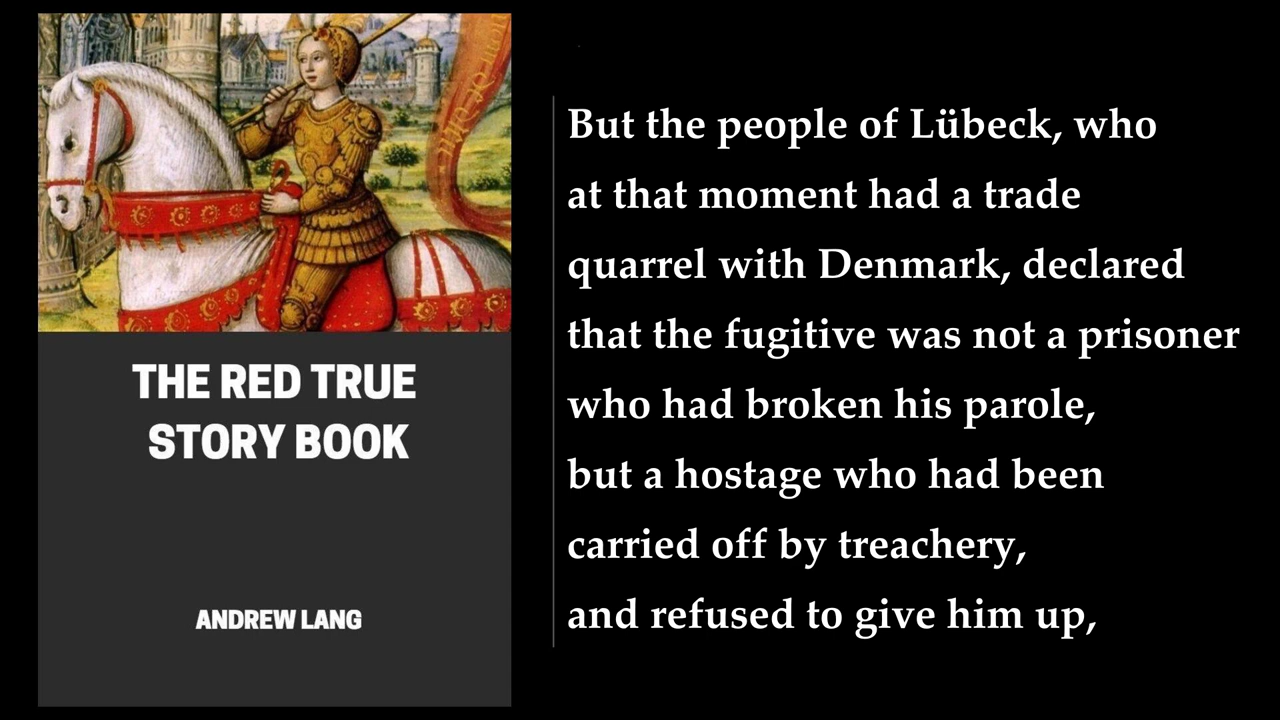 THE RED TRUE
STORY BOOK
ANDREW LANG
But the people of Lübeck, who
at that moment had a trade
quarrel with Denmark, declared
that the fugitive was not a prisoner
who had broken his parole,
but a hostage who had been
carried off by treachery,
and refused to give him up,